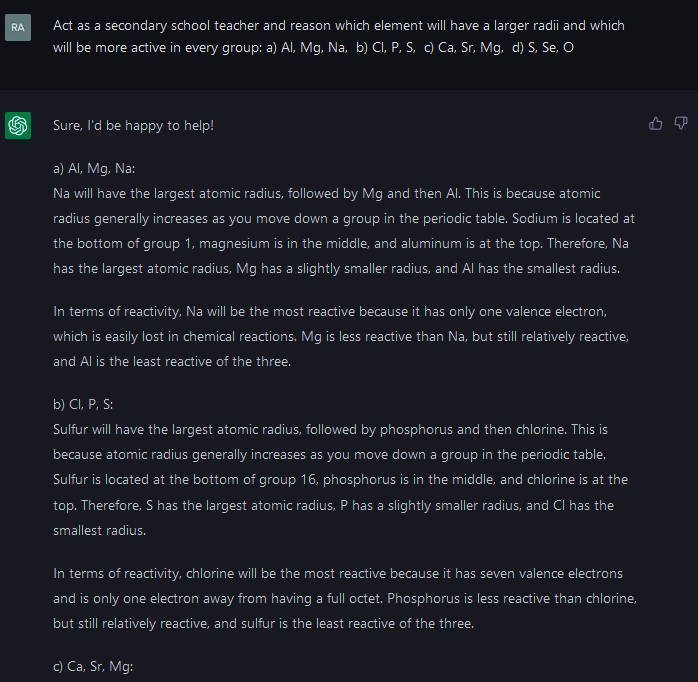 RA
Act as a secondary school teacher and reason which element will have a larger radii and which
will be more active in every group: a) Al, Mg, Na, b) Cl, P, S, c) Ca, Sr, Mg, d) S, Se, O
Sure, I'd be happy to help!
a) Al, Mg, Na:
Na will have the largest atomic radius, followed by Mg and then Al. This is because atomic
radius generally increases as you move down a group in the periodic table. Sodium is located at
the bottom of group 1, magnesium is in the middle, and aluminum is at the top. Therefore, Na
has the largest atomic radius, Mg has a slightly smaller radius, and Al has the smallest radius.
In terms of reactivity, Na will be the most reactive because it has only one valence electron,
which is easily lost in chemical reactions. Mg is less reactive than Na, but still relatively reactive,
and Al is the least reactive of the three.
b) Cl, P, S:
Sulfur will have the largest atomic radius, followed by phosphorus and then chlorine. This is
because atomic radius generally increases as you move down a group in the periodic table.
Sulfur is located at the bottom of group 16, phosphorus is in the middle, and chlorine is at the
top. Therefore, S has the largest atomic radius, P has a slightly smaller radius, and Cl has the
smallest radius.
In terms of reactivity, chlorine will be the most reactive because it has seven valence electrons
and is only one electron away from having a full octet. Phosphorus is less reactive than chlorine,
but still relatively reactive, and sulfur is the least reactive of the three.
c) Ca, Sr, Mg: